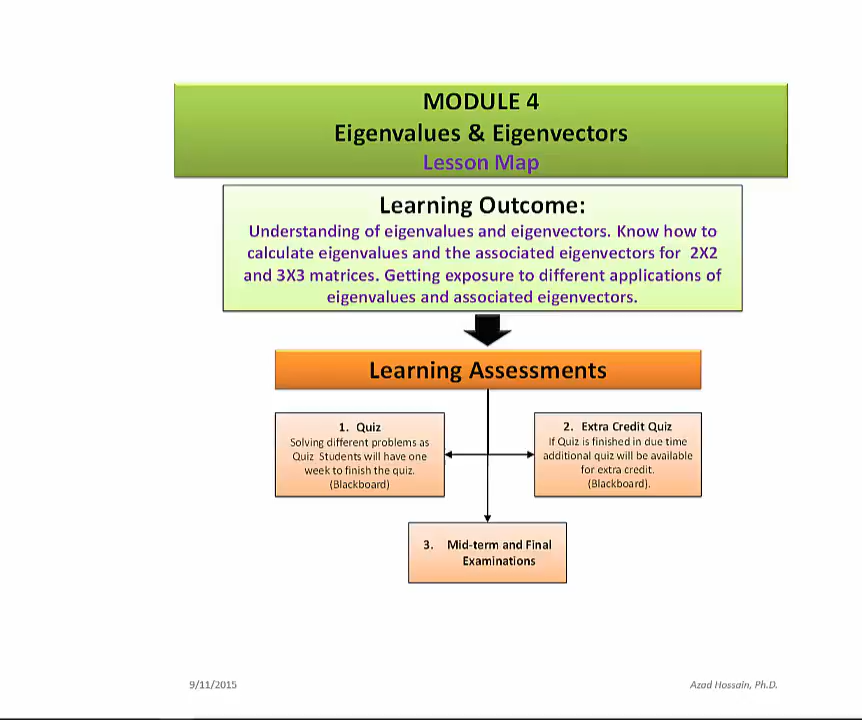 MODULE 4
Eigenvalues & Eigenvectors
Lesson Map
Learning Outcome:
Understanding of eigenvalues and eigenvectors. Know how to
calculate eigenvalues and the associated eigenvectors for 2X2
and 3X3 matrices. Getting exposure to different applications of
eigenvalues and associated eigenvectors.
Learning Assessments
1. Quiz
Solving different problems as
Quiz Students will have one
week to finish the quiz.
(Blackboard)
2. Extra Credit Quiz
If Quiz is finished in due time
additional quiz will be available
for extra credit.
(Blackboard).
3. Mid-term and Final
Examinations
9/11/2015
Azad Hossain, Ph.D.